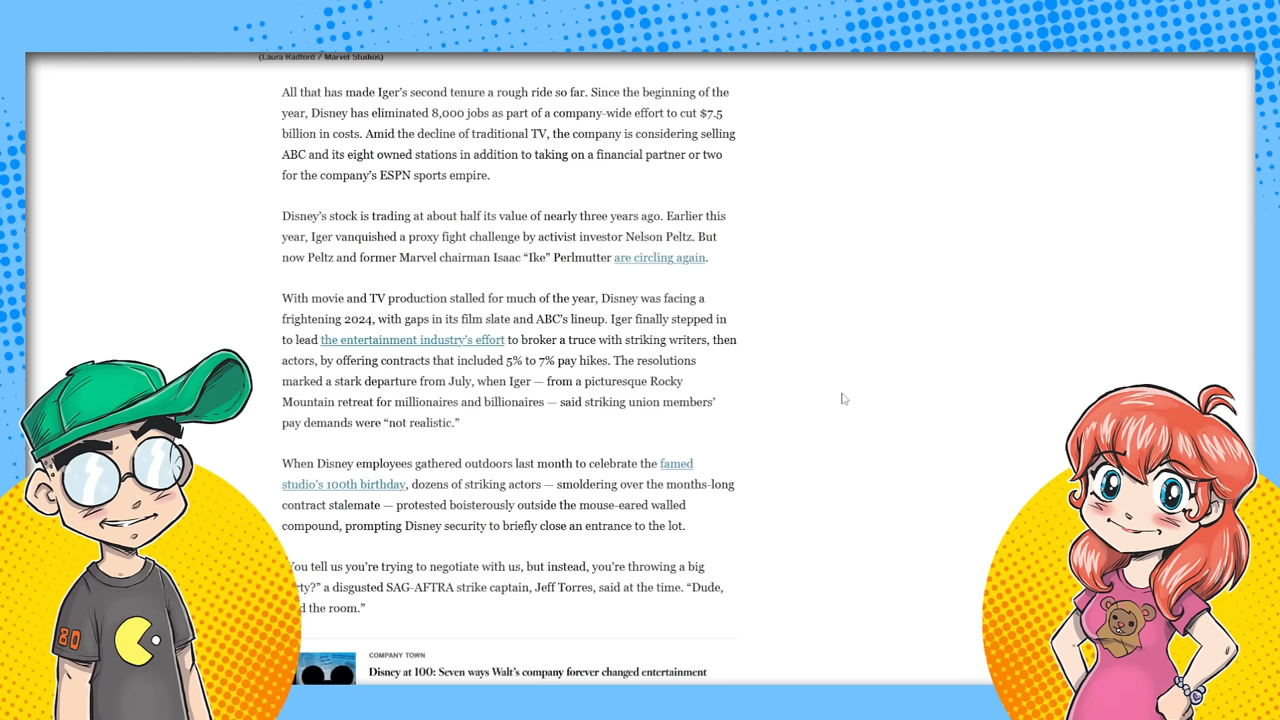 (Laura Radford / Marvel Studios)
All that has made Iger’s second tenure a rough ride so far. Since the beginning of the
year, Disney has eliminated 8,000 jobs as part of a company-wide effort to cut $7.5
billion in costs. Amid the decline of traditional TV, the company is considering selling
ABC and its eight owned stations in addition to taking on a financial partner or two
for the company’s ESPN sports empire.
Disney’s stock is trading at about half its value of nearly three years ago. Earlier this
year, Iger vanquished a proxy fight challenge by activist investor Nelson Peltz. But
now Peltz and former Marvel chairman Isaac “Ike” Perlmutter are circling again.
With movie and TV production stalled for much of the year, Disney was facing a
frightening 2024, with gaps in its film slate and ABC’s lineup. Iger finally stepped in
to lead the entertainment industry’s effort to broker a truce with striking writers, then
actors, by offering contracts that included 5% to 7% pay hikes. The resolutions
marked a stark departure from July, when Iger — from a picturesque Rocky
Mountain retreat for millionaires and billionaires — said striking union members’
pay demands were “not realistic.”
When Disney employees gathered outdoors last month to celebrate the famed
studio’s 100th birthday, dozens of striking actors — smoldering over the months-long
contract stalemate — protested boisterously outside the mouse-eared walled
compound, prompting Disney security to briefly close an entrance to the lot.
You tell us you’re trying to negotiate with us, but instead, you’re throwing a big
rty?” a disgusted SAG-AFTRA strike captain, Jeff Torres, said at the time. “Dude,
d the room.”
COMPANY TOWN
Disney at 100: Seven ways Walt’s company forever changed entertainment
80